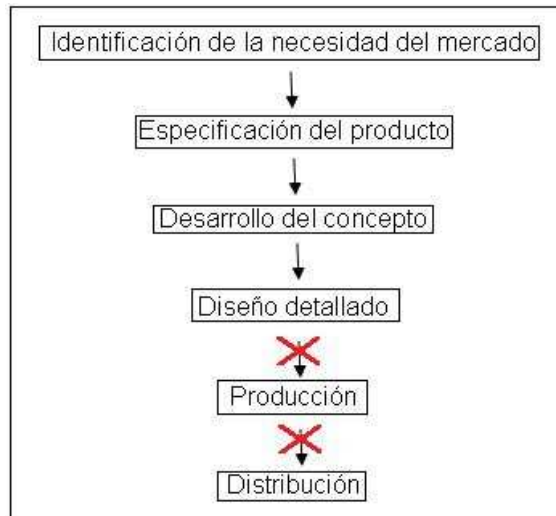 Identificación de la necesidad del mercado
Especificación del producto
Desarrollo del concepto
Diseño detallado
Producción
Distribución